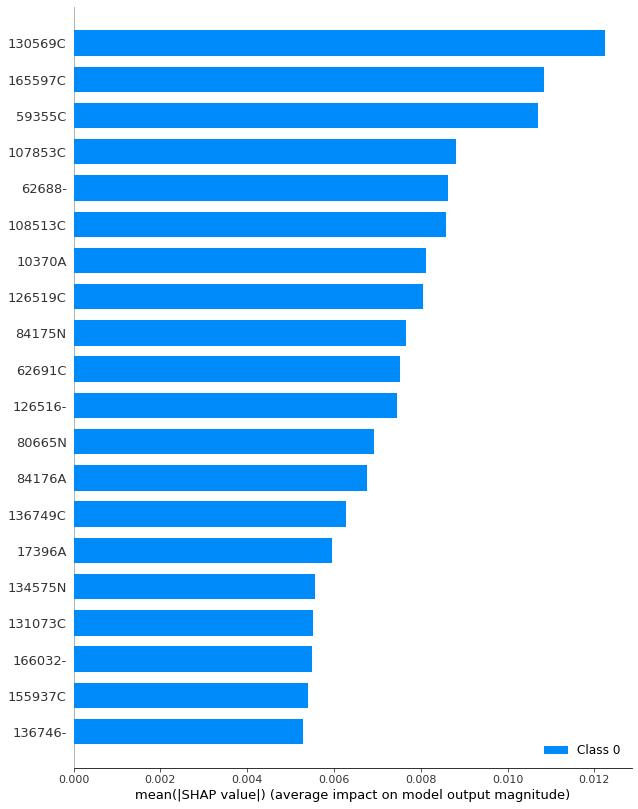 130569C
165597C
59355C
107853C
62688-
108513C
10370A
126519C
84175N
62691C
126516-
80665N
84176A
136749C
17396A
134575N
131073C
166032-
155937C
136746-
Class 0
0.000 0.002 0.004 0.006 0.008 0.010 0.012
mean(|SHAP value|) (average impact on model output magnitude)